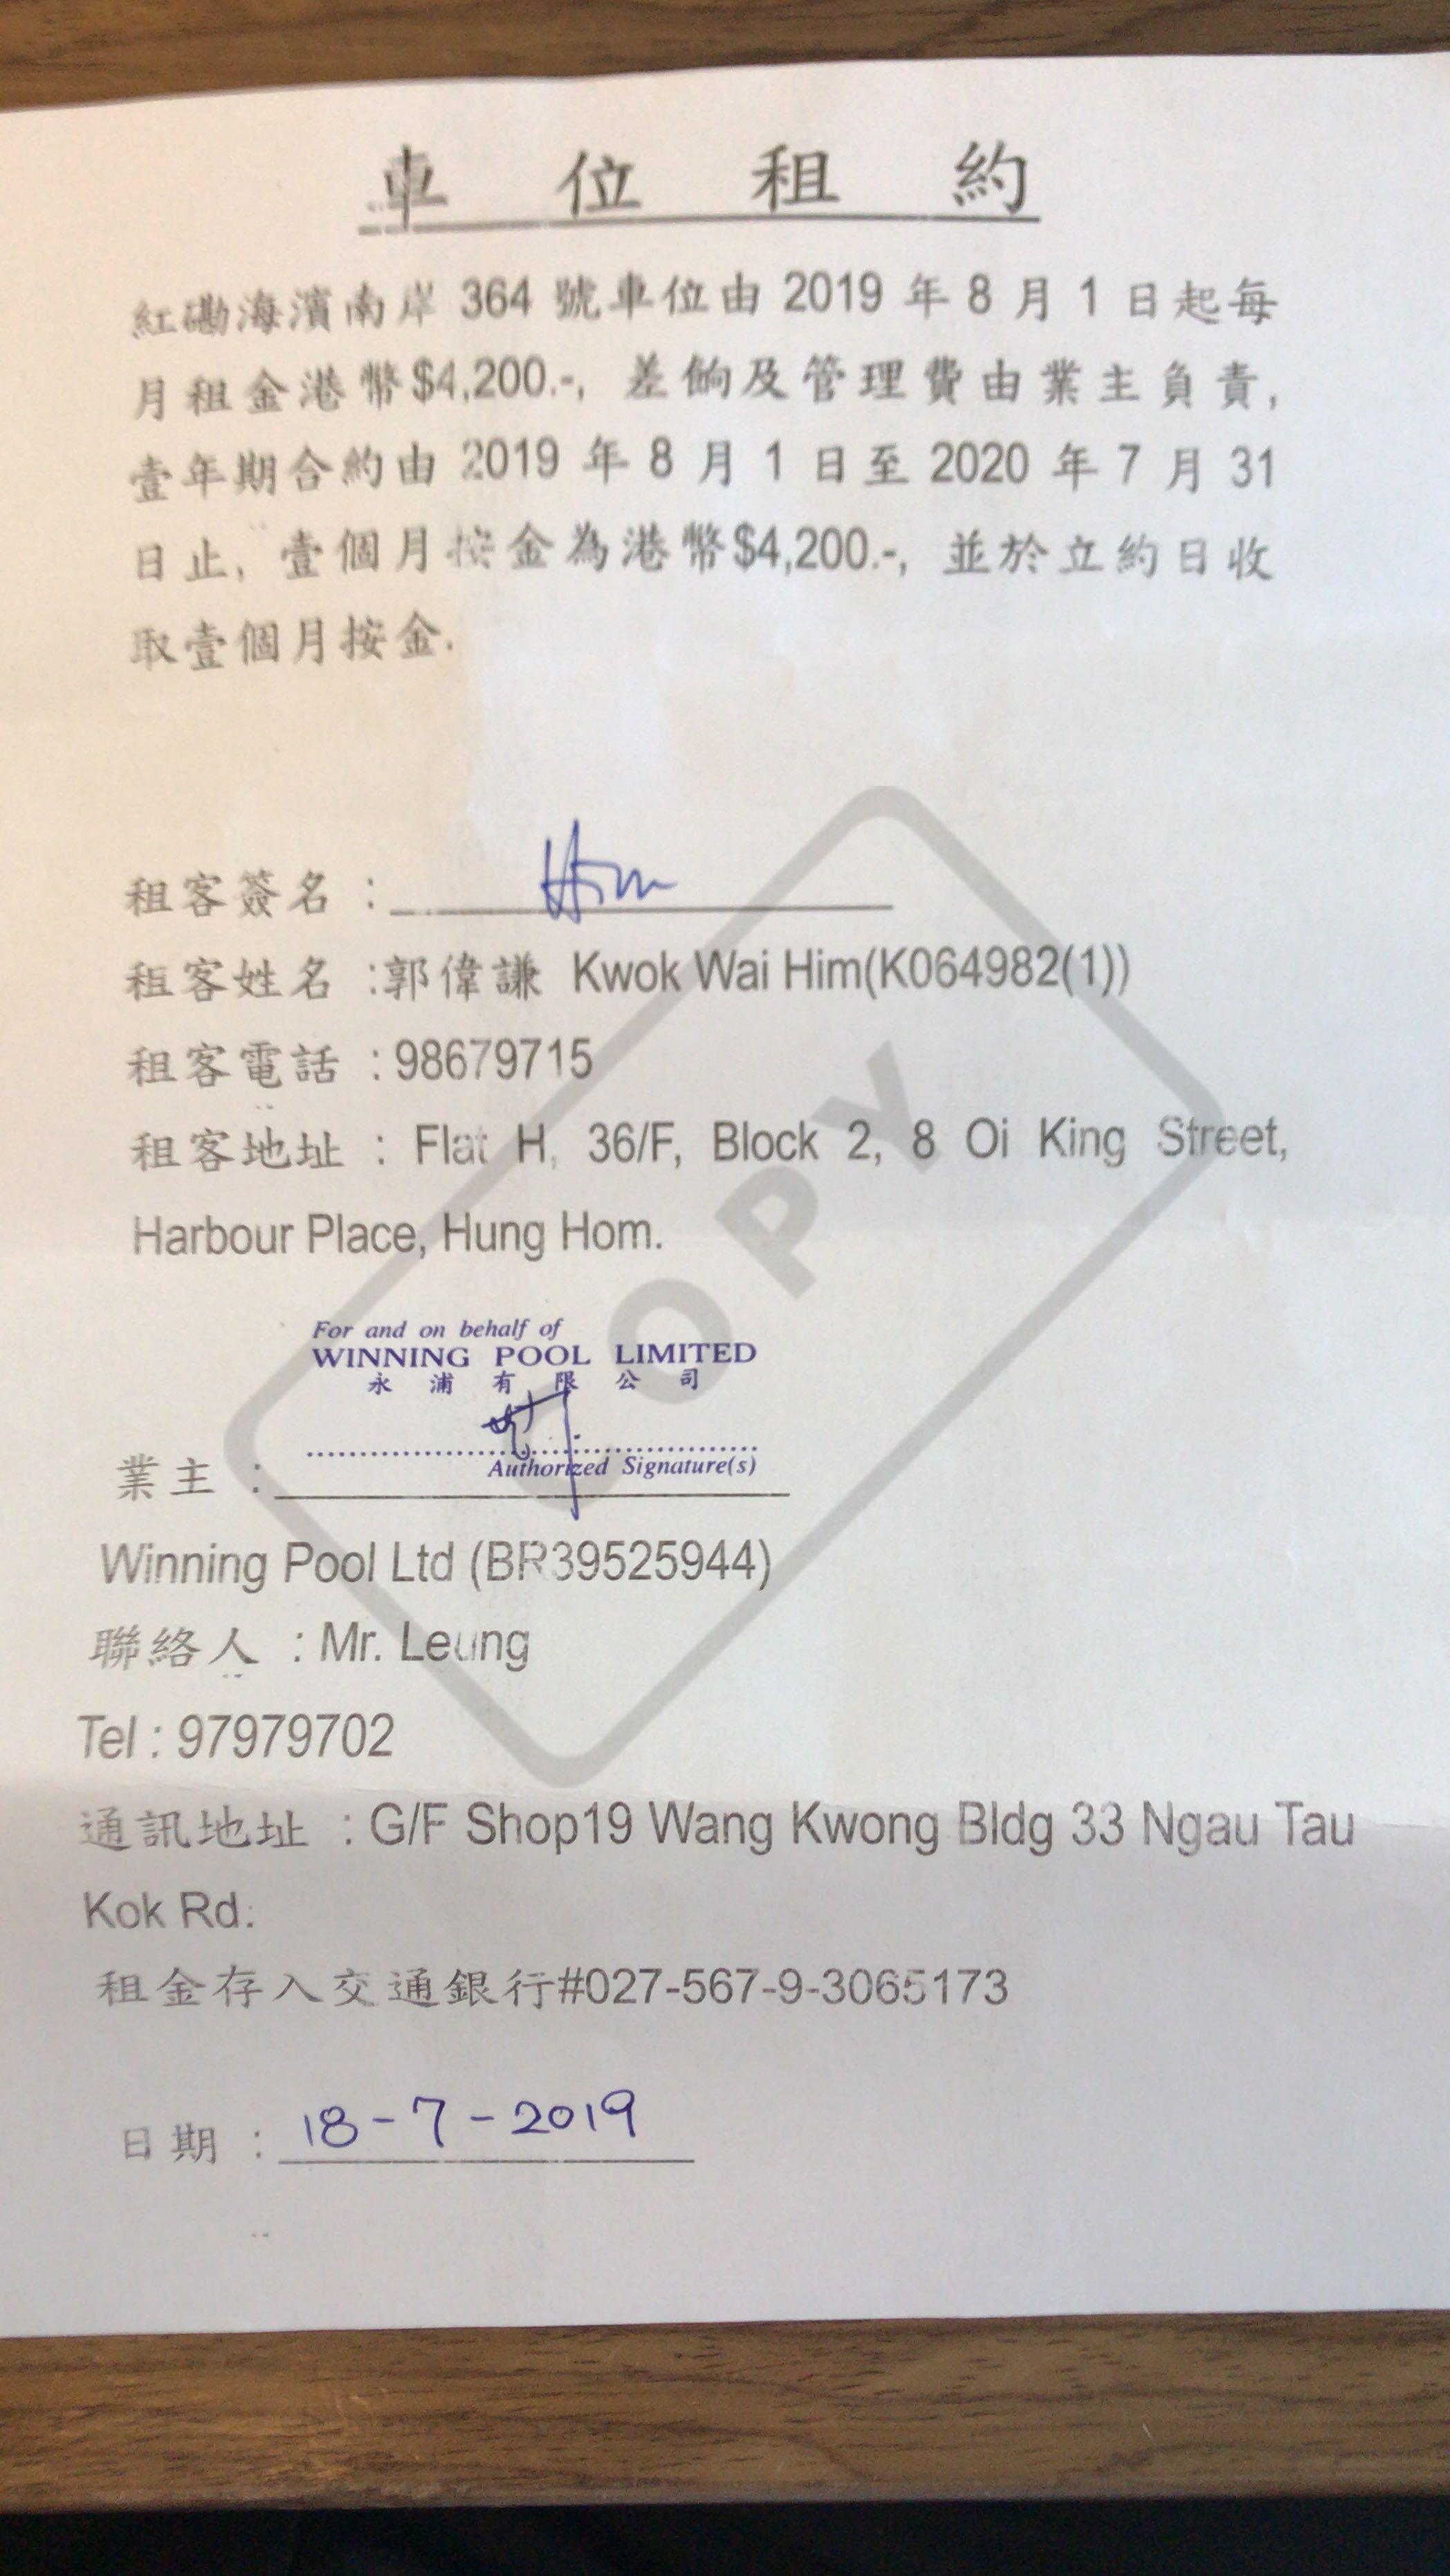 車位租約
紅磡海濱南岸 364 號車位由 2019 年 8 月 1 日起每
月租金港幣$4,200.-, 差餉及管理費由業主負責,
壹年期合約由 2019 年 8 月 1 日至 2020 年 7 月 31
日止, 壹個月按金為港幣$4,200.-, 並於立約日收
取壹個月按金.
租客簽名 : Him
租客姓名 :郭偉謙 Kwok Wai Him(K064982(1))
租客電話 : 98679715
租客地址 : Flat H, 36/F, Block 2, 8 Oi King Street,
Harbour Place, Hung Hom.
COPY
For and on behalf of
WINNING POOL LIMITED
永浦有限公司
Authorized Signature(s)
業主 :
Winning Pool Ltd (BR39525944)
聯絡人 : Mr. Leung
Tel : 97979702
通訊地址 : G/F Shop19 Wang Kwong Bldg 33 Ngau Tau
Kok Rd.
租金存入交通銀行#027-567-9-3065173
日期 : 18-7-2019